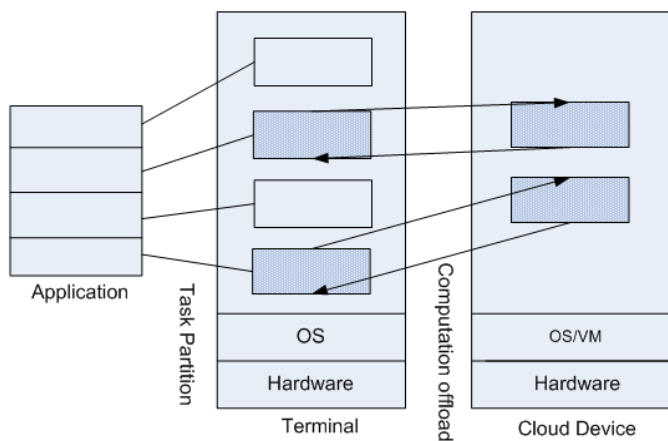 Application
Task Partition
OS
Hardware
Terminal
Computation offload
OS/VM
Hardware
Cloud Device